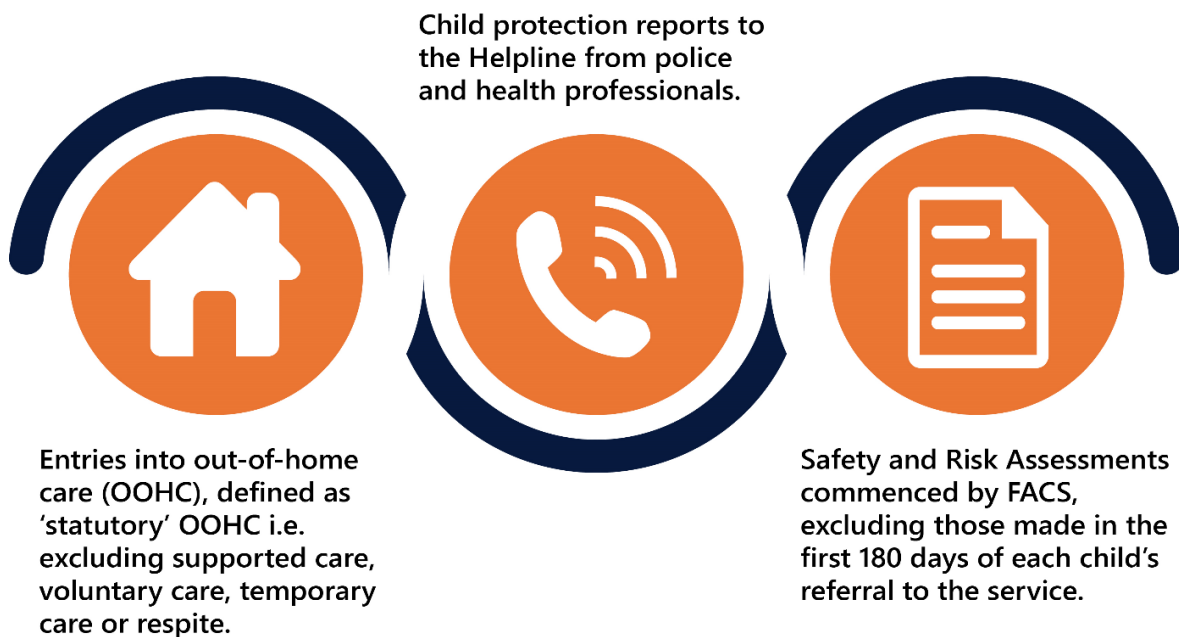 Child protection reports to
the Helpline from police
and health professionals.
Entries into out-of-home
care (OOHC), defined as
‘statutory’ OOHC i.e.
excluding supported care,
voluntary care, temporary
care or respite.
Safety and Risk Assessments
commenced by FACS,
excluding those made in the
first 180 days of each child’s
referral to the service.